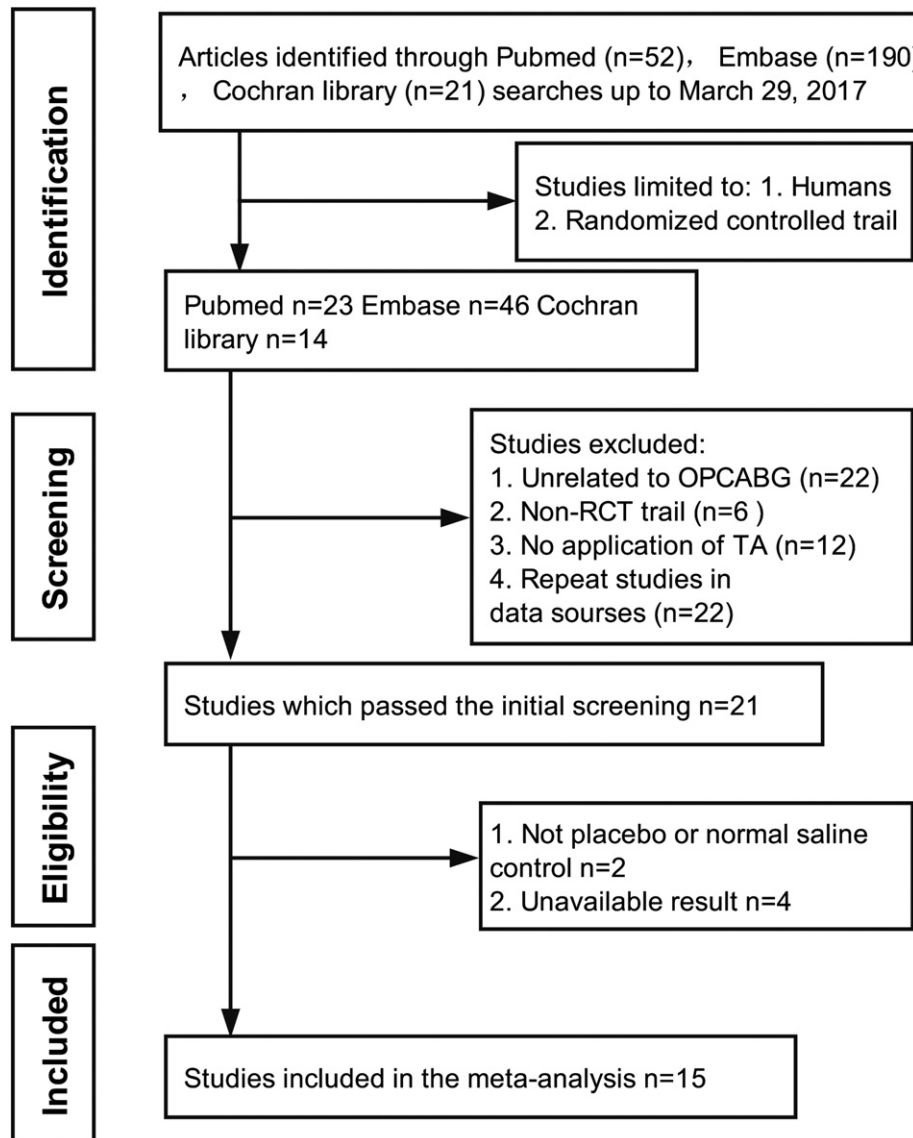 Identification
Articles identified through Pubmed (n=52)， Embase (n=190)
， Cochran library (n=21) searches up to March 29, 2017
Studies limited to: 1. Humans
2. Randomized controlled trail
Pubmed n=23 Embase n=46 Cochran
library n=14
Screening
Studies excluded:
1. Unrelated to OPCABG (n=22)
2. Non-RCT trail (n=6 )
3. No application of TA (n=12)
4. Repeat studies in
data sourses (n=22)
Studies which passed the initial screening n=21
Eligibility
1. Not placebo or normal saline
control n=2
2. Unavailable result n=4
Included
Studies included in the meta-analysis n=15